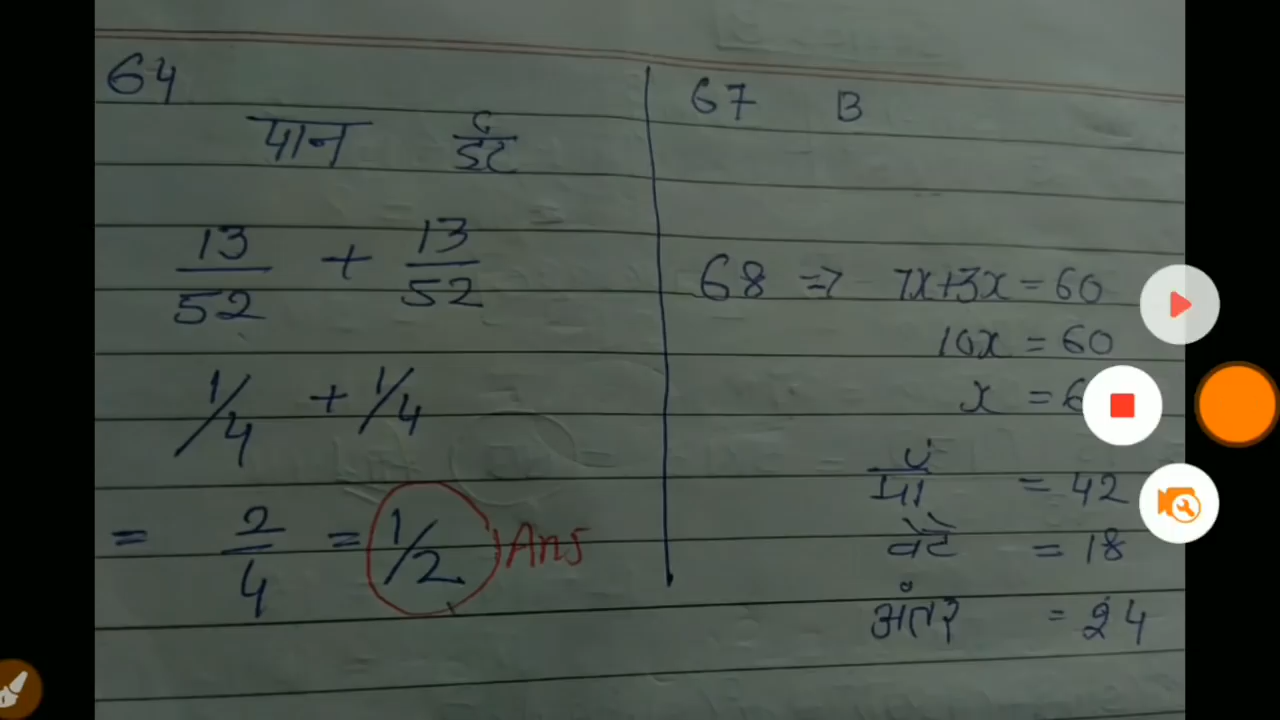 64
पान ईंट
13/52 + 13/52
1/4 + 1/4
= 2/4 = 1/2 Ans
67 B
68 => 7x+3x = 60
10x = 60
x = 6
माँ = 42
बेटे = 18
अंतर = 24